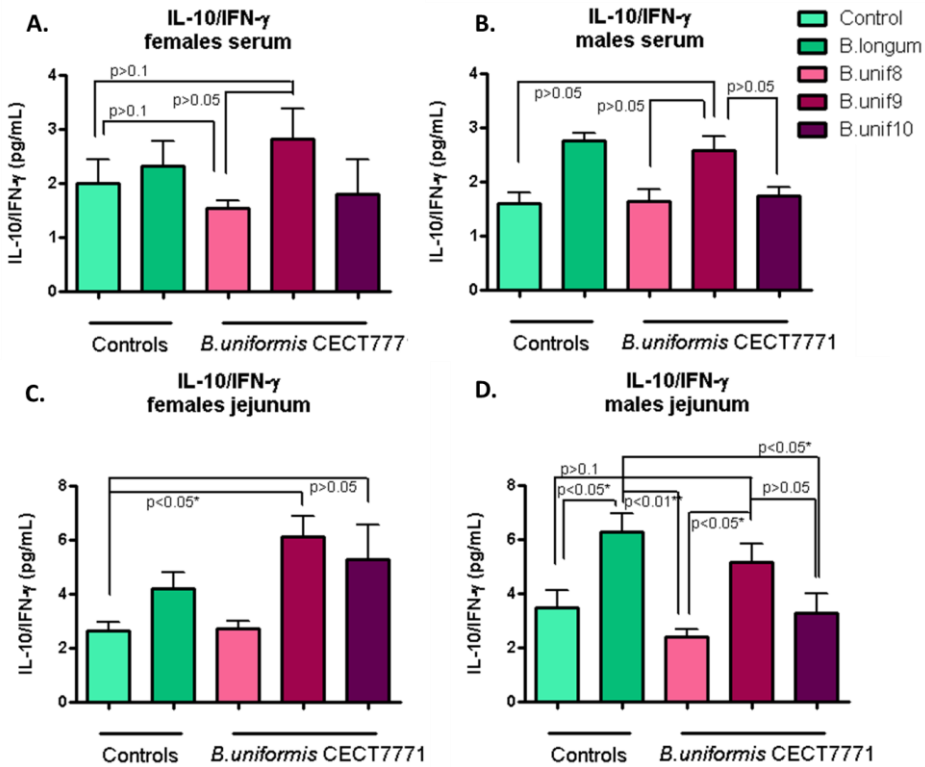 A.
IL-10/IFN-γ
females serum
IL-10/IFN-γ (pg/mL)
4
3
2
1
0
p>0.1
p>0.05
p>0.1
Controls
B.uniformis CECT777
B.
IL-10/IFN-γ
males serum
IL-10/IFN-γ (pg/mL)
4
3
2
1
0
p>0.05
p>0.05
p>0.05
Controls
B.uniformis CECT7771
Control
B.longum
B.unif8
B.unif9
B.unif10
C.
IL-10/IFN-γ
females jejunum
IL-10/IFN-γ (pg/mL)
8
6
4
2
0
p<0.05*
p>0.05
Controls
B.uniformis CECT7771
D.
IL-10/IFN-γ
males jejunum
IL-10/IFN-γ (pg/mL)
8
6
4
2
0
p<0.05*
p>0.1
p<0.05*
p<0.01**
p>0.05
p<0.05*
Controls
B.uniformis CECT7771